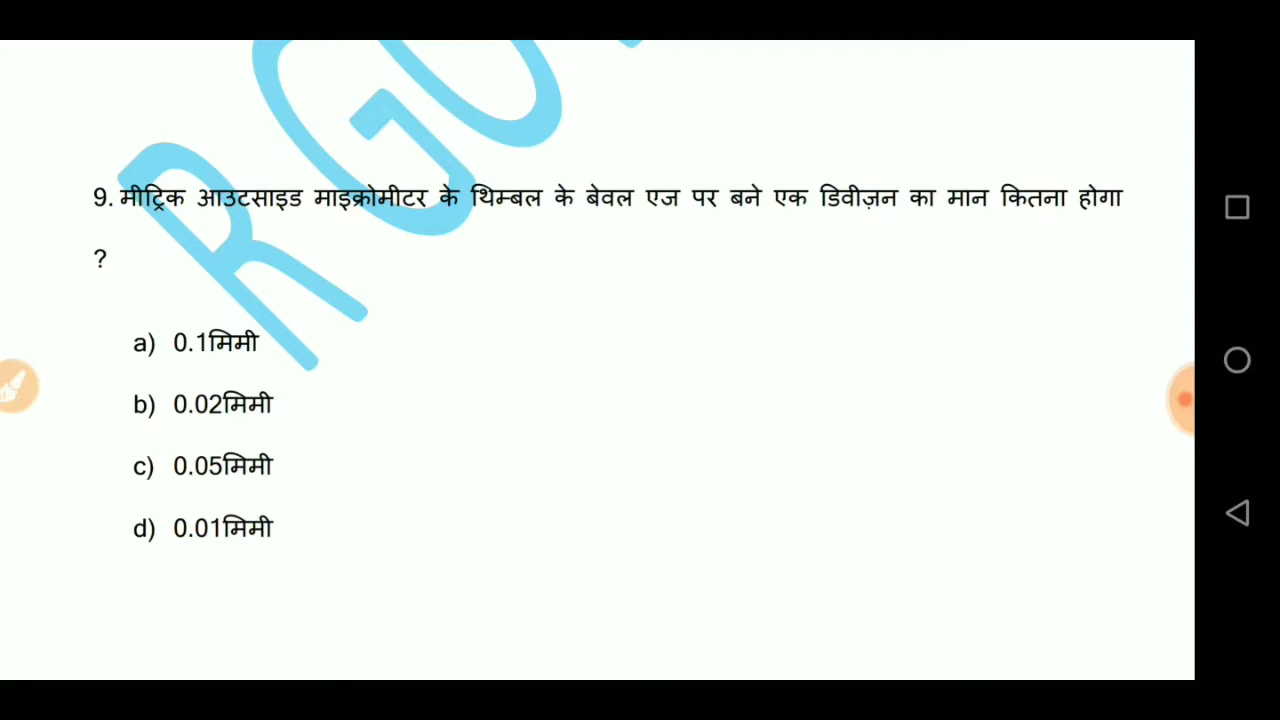 R GO
9. मीट्रिक आउटसाइड माइक्रोमीटर के थिम्बल के बेवल एज पर बने एक डिवीज़न का मान कितना होगा
?
a) 0.1मिमी
b) 0.02मिमी
c) 0.05मिमी
d) 0.01मिमी